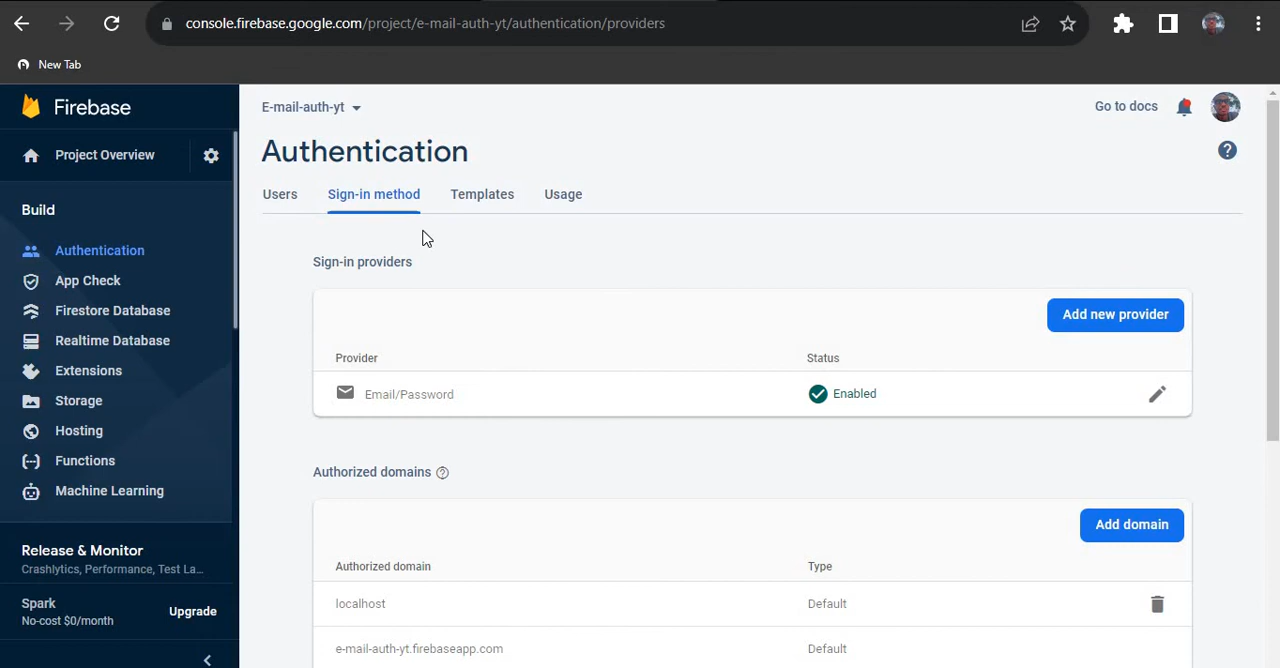 console.firebase.google.com/project/e-mail-auth-yt/authentication/providers
New Tab
Firebase
Project Overview
Build
Authentication
App Check
Firestore Database
Realtime Database
Extensions
Storage
Hosting
Functions
Machine Learning
Release & Monitor
Crashlytics, Performance, Test La...
Spark
No-cost $0/month
Upgrade
E-mail-auth-yt
Go to docs
Authentication
Users Sign-in method Templates Usage
Sign-in providers
Add new provider
Provider Status
Email/Password Enabled
Authorized domains
Add domain
Authorized domain Type
localhost Default
e-mail-auth-yt.firebaseapp.com Default